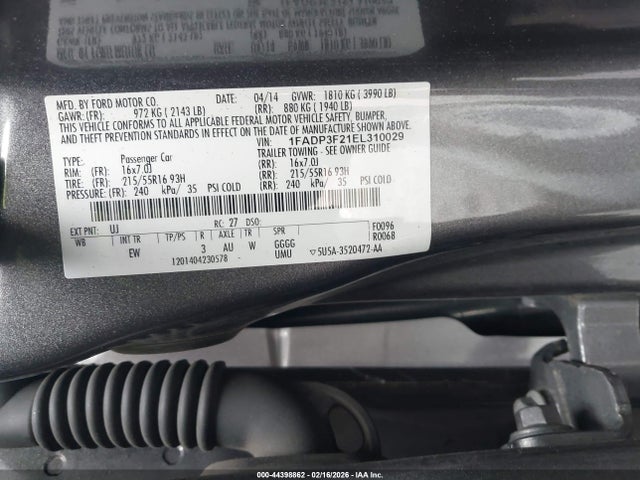 MFD. BY FORD MOTOR CO.
DATE: 04/14 GVWR: 1810 KG ( 3990 LB)
GAWR: (FR): 972 KG ( 2143 LB) (RR): 880 KG ( 1940 LB)
THIS VEHICLE CONFORMS TO ALL APPLICABLE FEDERAL MOTOR VEHICLE SAFETY, BUMPER,
AND THEFT PREVENTION STANDARDS IN EFFECT ON THE DATE OF MANUFACTURE SHOWN ABOVE.
VIN: 1FADP3F21EL310029
TYPE: Passenger Car TRAILER TOWING - SEE OWNER GUIDE
RIM: (FR): 16x7.0J (RR): 16x7.0J
TIRE: (FR): 215/55R16 93H (RR): 215/55R16 93H
PRESSURE: (FR): 240 kPa/ 35 PSI COLD (RR): 240 kPa/ 35 PSI COLD
EXT PNT: UJ RC: 27 DSO: F0096
WB INT TR TP/PS R AXLE TR SPR R0068
EW 3 AU W GGGG
UMU
1201404230578 5U5A-3520472-AA
000-44398862 02/16/2026 IAA Inc.